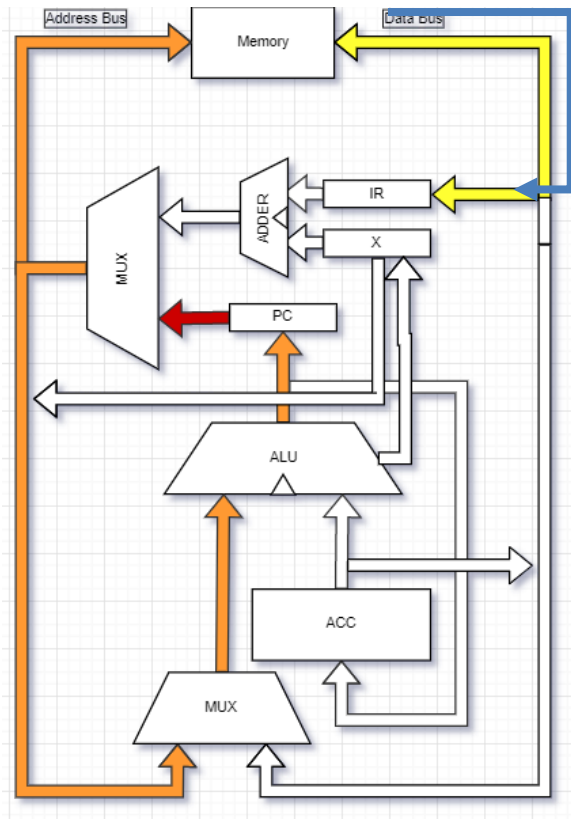 Address Bus
Data Bus
Memory
IR
ADDER
X
MUX
PC
ALU
ACC
MUX